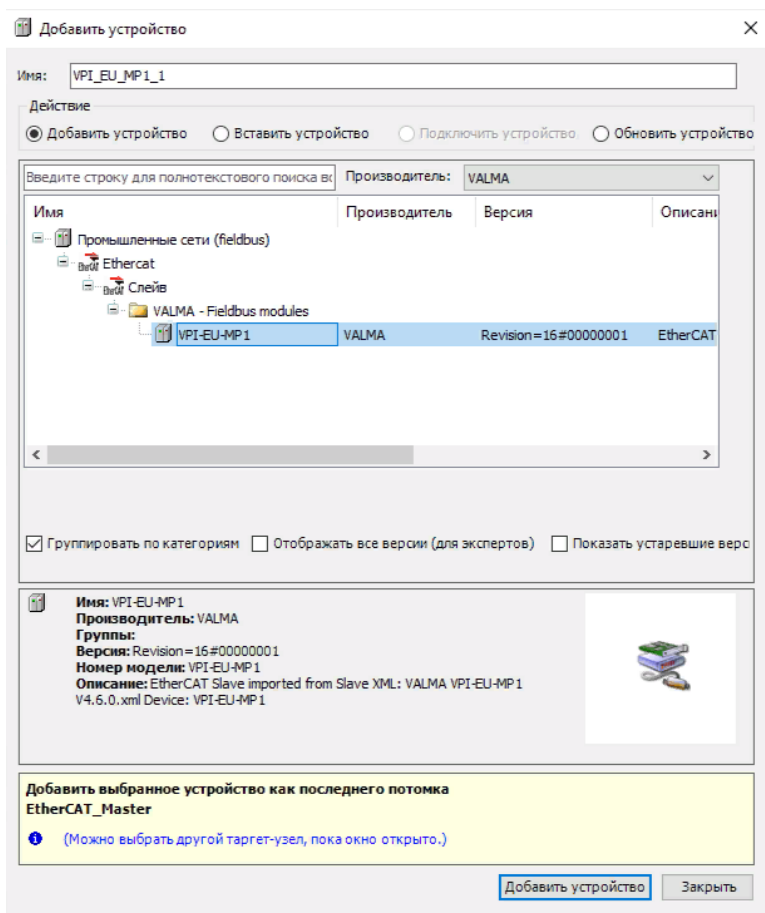 Добавить устройство
Имя: VPI_EU_MP1_1
Действие
Добавить устройство Вставить устройство Подключить устройство Обновить устройство
Введите строку для полнотекстового поиска во Производитель: VALMA
Имя Производитель Версия Описани
Промышленные сети (fieldbus)
EtherCAT Ethercat
EtherCAT Слейв
VALMA - Fieldbus modules
VPI-EU-MP1 VALMA Revision=16#00000001 EtherCAT
Группировать по категориям Отображать все версии (для экспертов) Показать устаревшие верс
Имя: VPI-EU-MP1
Производитель: VALMA
Группы:
Версия: Revision=16#00000001
Номер модели: VPI-EU-MP1
Описание: EtherCAT Slave imported from Slave XML: VALMA VPI-EU-MP1
V4.6.0.xml Device: VPI-EU-MP1
Добавить выбранное устройство как последнего потомка
EtherCAT_Master
(Можно выбрать другой таргет-узел, пока окно открыто.)
Добавить устройство Закрыть